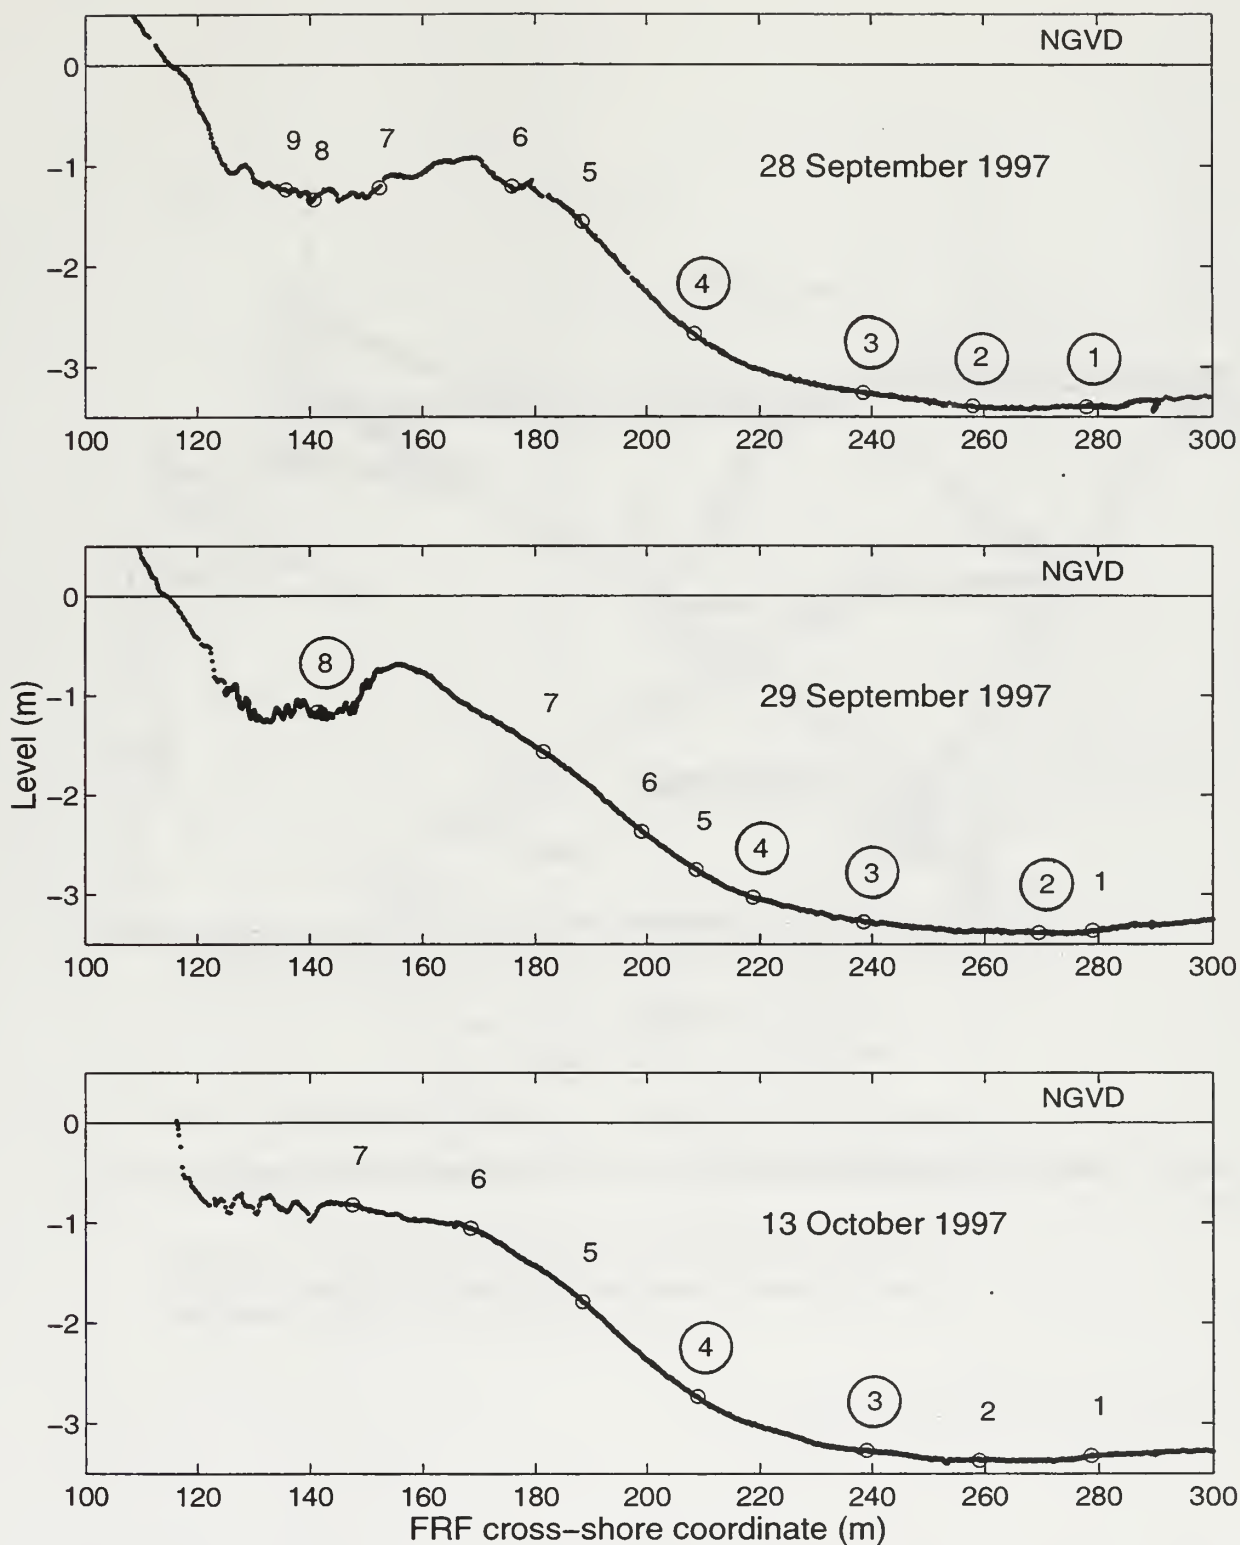 NGVD
0
9 8 7 6 5
28 September 1997
−1
−2
4
3 2 1
−3
100 120 140 160 180 200 220 240 260 280 300
NGVD
0
8
−1
7
29 September 1997
6
−2
5
4 3 2 1
−3
100 120 140 160 180 200 220 240 260 280 300
Level (m)
NGVD
0
7
6
−1
13 October 1997
5
−2
4
3 2 1
−3
100 120 140 160 180 200 220 240 260 280 300
FRF cross−shore coordinate (m)